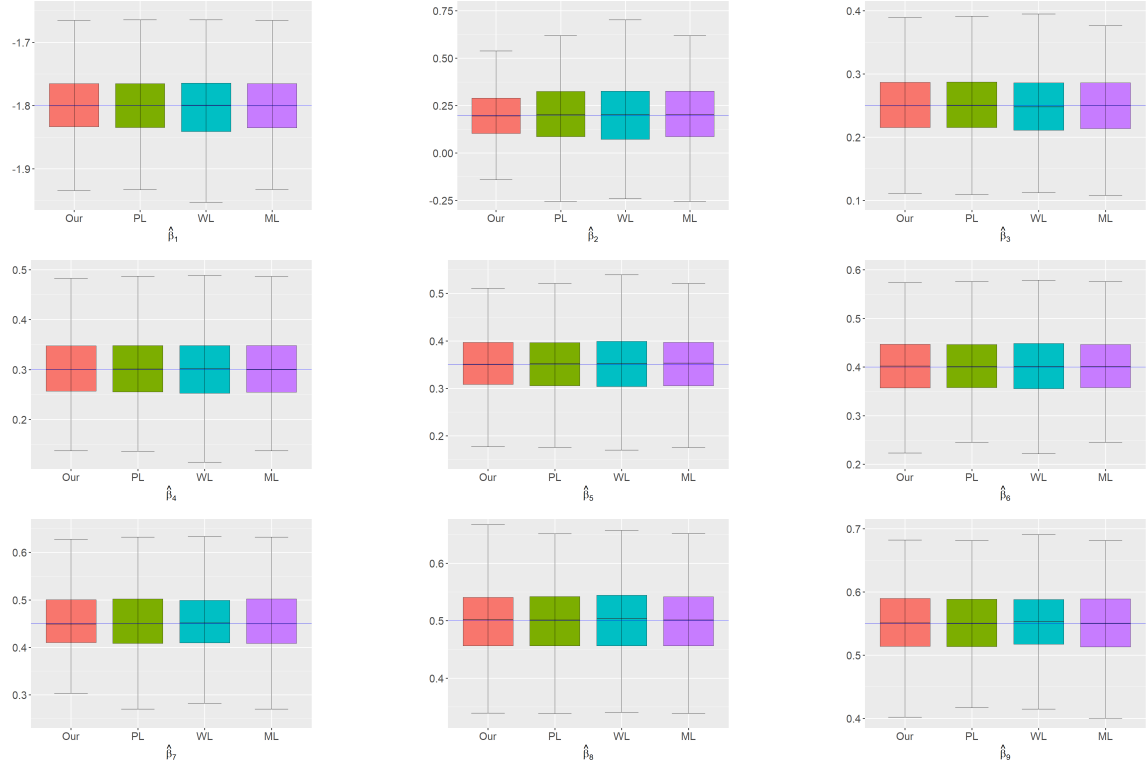 -1.7
-1.8
-1.9
Our PL WL ML
β̂₁
0.75
0.50
0.25
0.00
-0.25
Our PL WL ML
β̂₂
0.4
0.3
0.2
0.1
Our PL WL ML
β̂₃
0.5
0.4
0.3
0.2
Our PL WL ML
β̂₄
0.5
0.4
0.3
0.2
Our PL WL ML
β̂₅
0.6
0.5
0.4
0.3
0.2
Our PL WL ML
β̂₆
0.6
0.5
0.4
0.3
Our PL WL ML
β̂₇
0.6
0.5
0.4
Our PL WL ML
β̂₈
0.7
0.6
0.5
0.4
Our PL WL ML
β̂₉